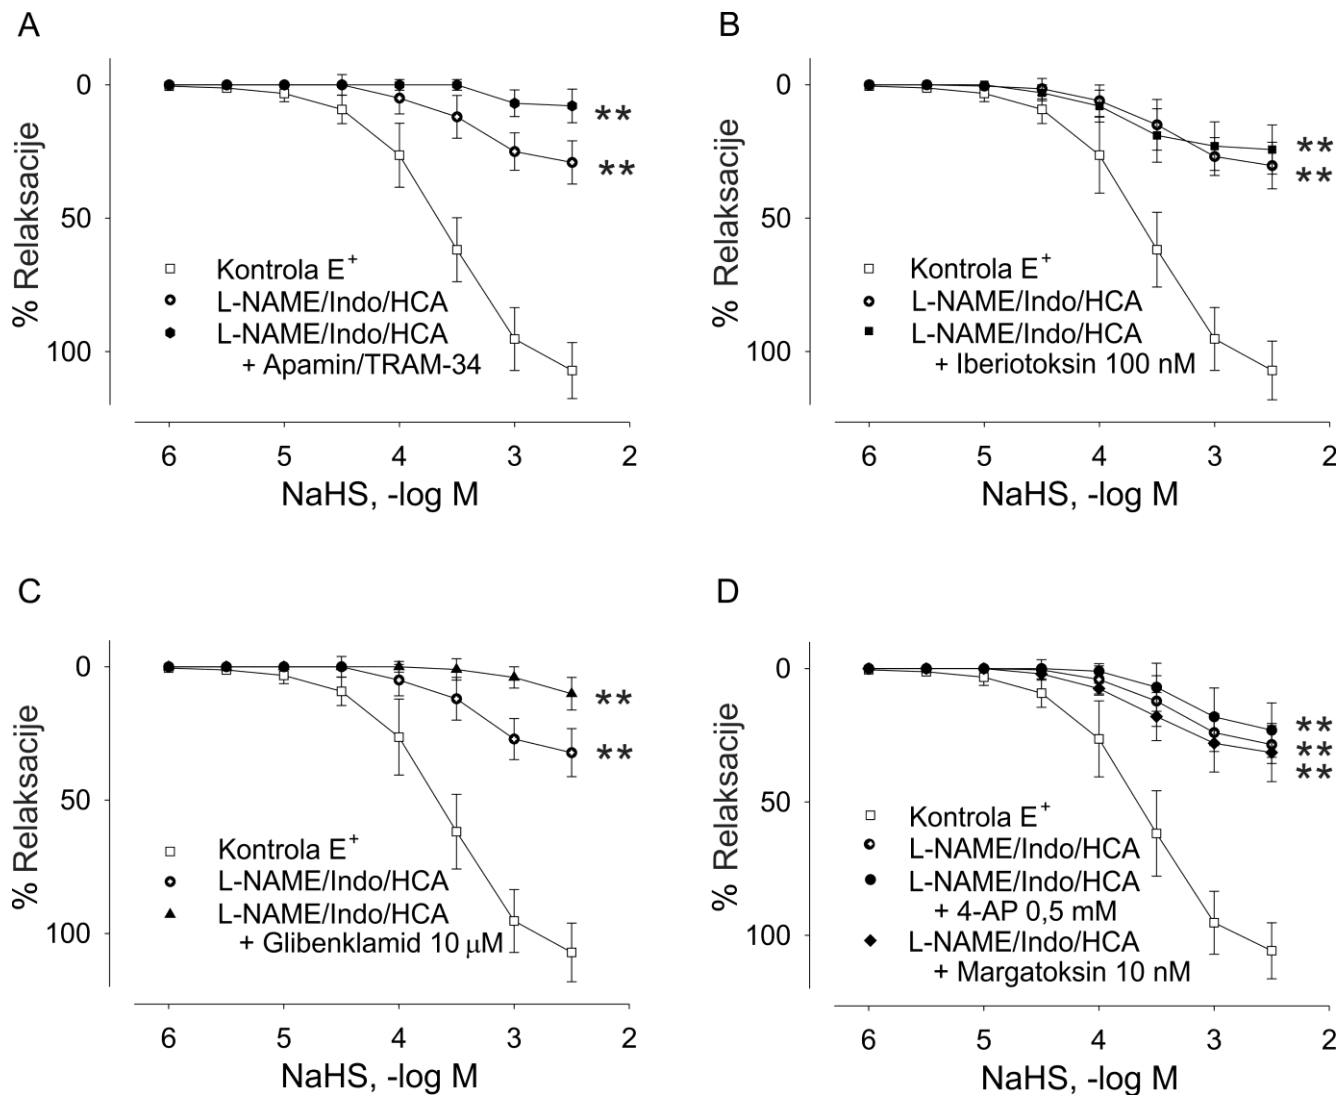 A
0
50
100
% Relaksacije
**
**
Kontrola E⁺
L-NAME/Indo/HCA
L-NAME/Indo/HCA
+ Apamin/TRAM-34
6 5 4 3 2
NaHS, -log M
B
0
50
100
% Relaksacije
**
**
Kontrola E⁺
L-NAME/Indo/HCA
L-NAME/Indo/HCA
+ Iberiotoksin 100 nM
6 5 4 3 2
NaHS, -log M
C
0
50
100
% Relaksacije
**
**
Kontrola E⁺
L-NAME/Indo/HCA
L-NAME/Indo/HCA
+ Glibenklamid 10 μM
6 5 4 3 2
NaHS, -log M
D
0
50
100
% Relaksacije
**
**
**
Kontrola E⁺
L-NAME/Indo/HCA
L-NAME/Indo/HCA
+ 4-AP 0,5 mM
L-NAME/Indo/HCA
+ Margatoksin 10 nM
6 5 4 3 2
NaHS, -log M